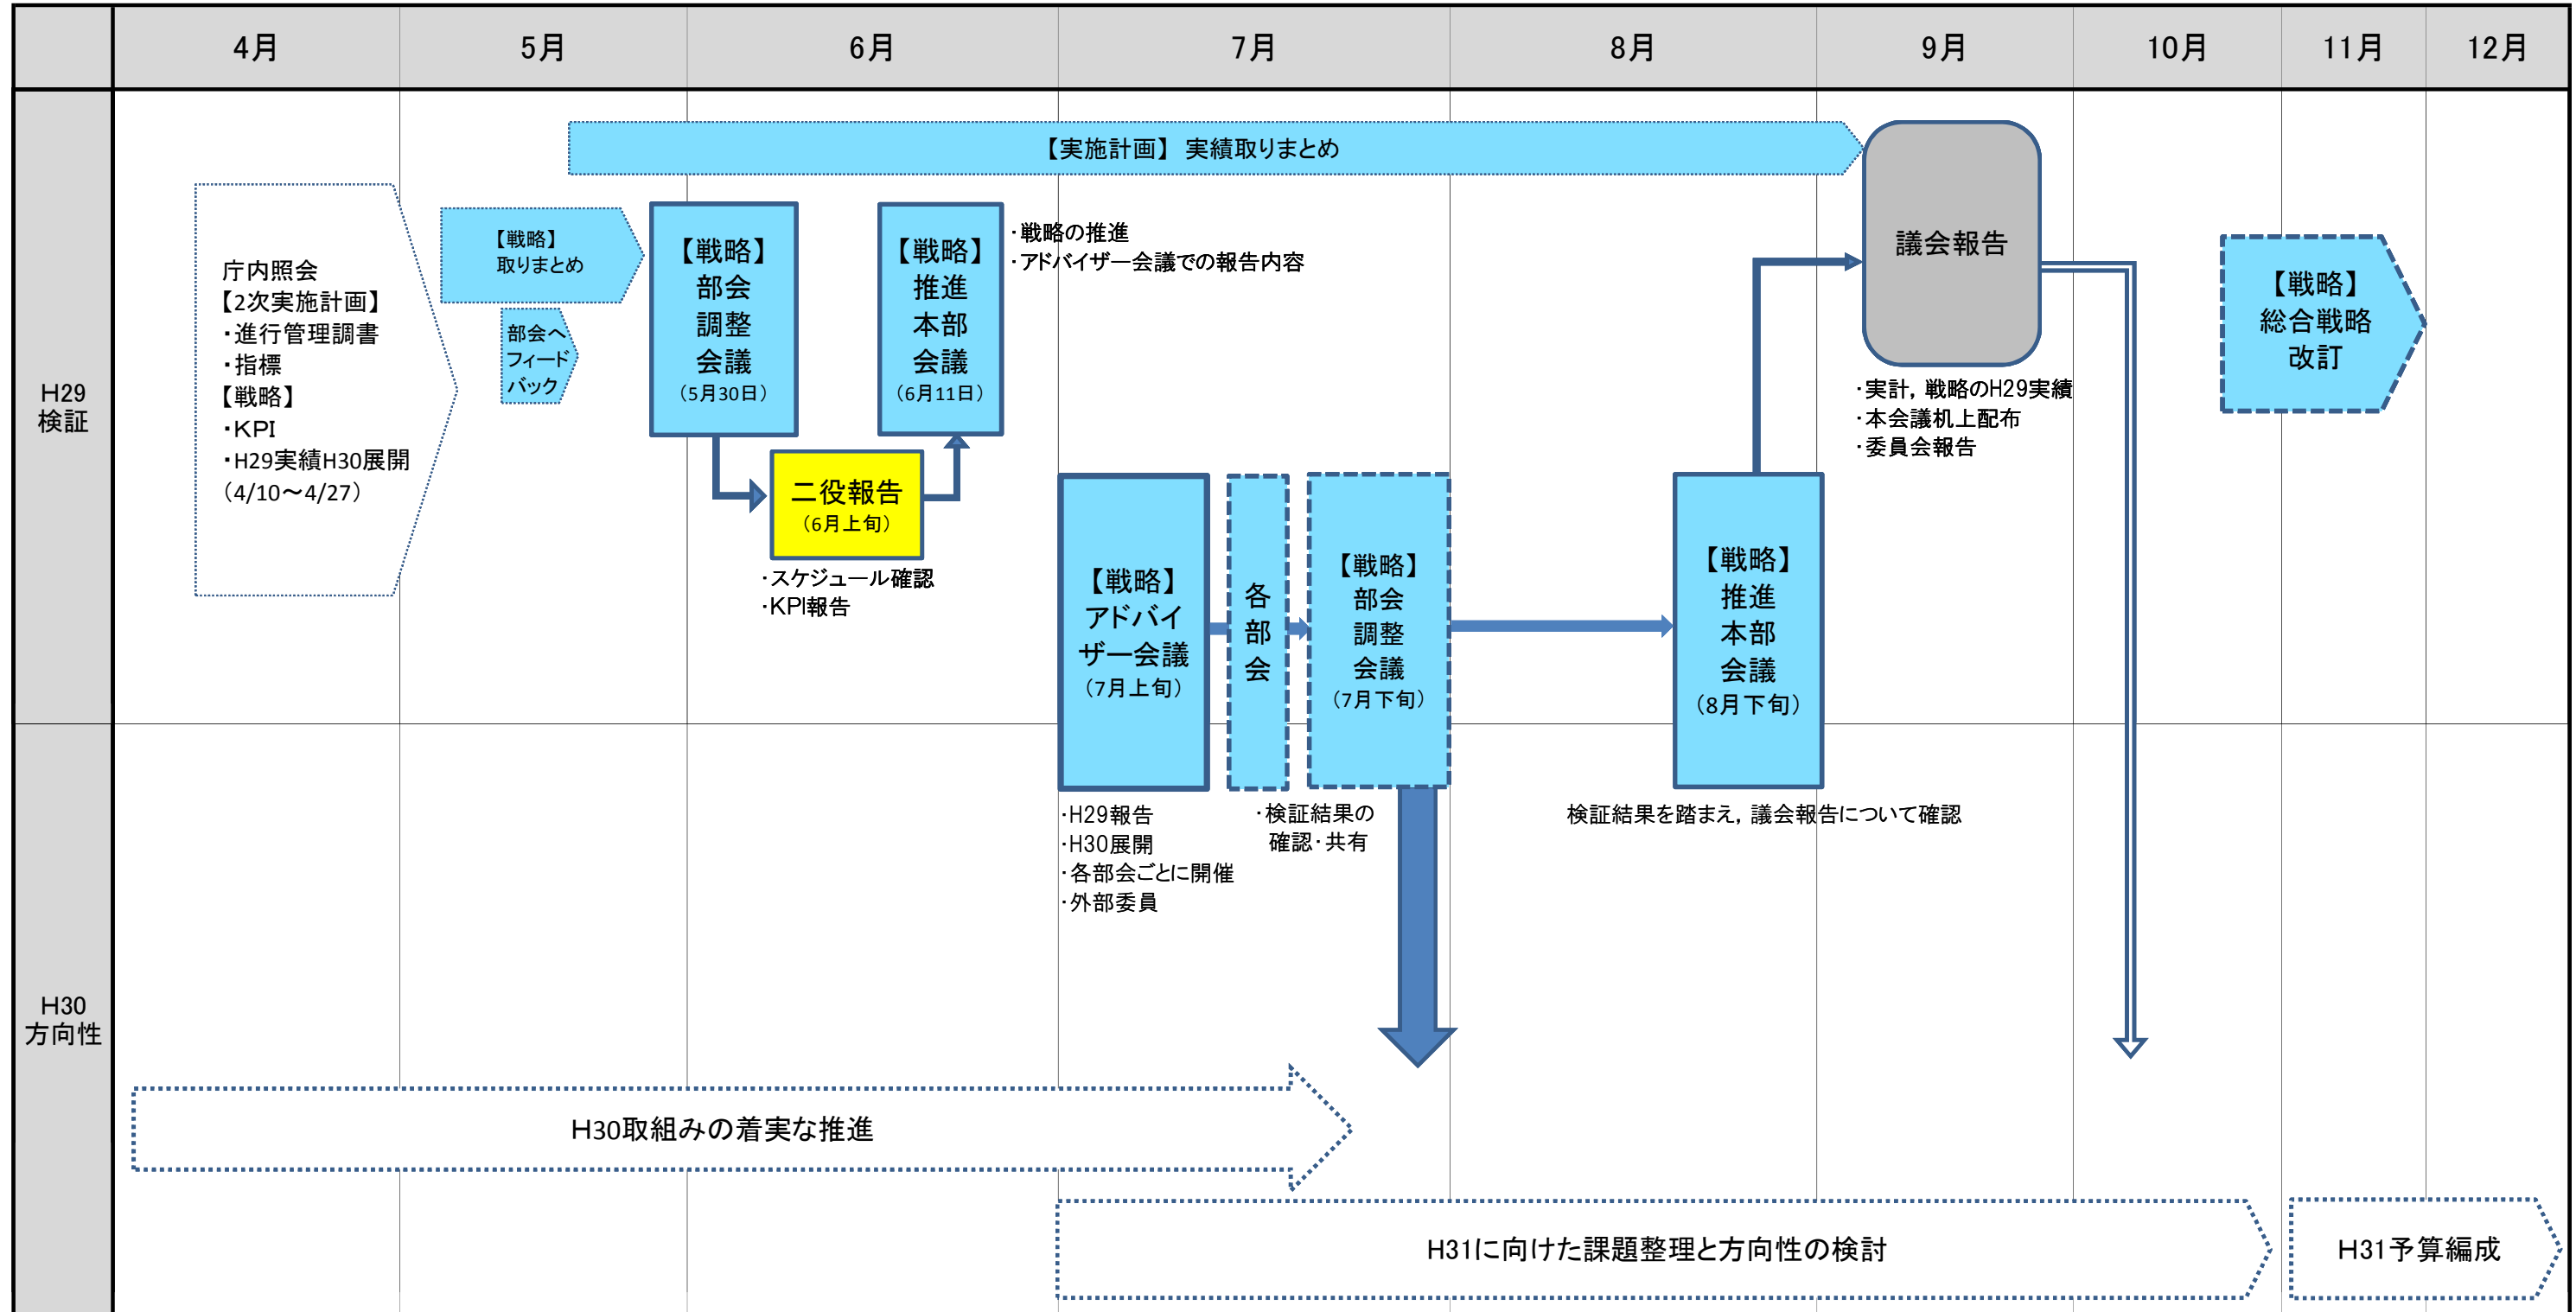 4月
5月
6月
7月
8月
9月
10月
11月
12月
H29
検証
【実施計画】 実績取りまとめ
庁内照会
【2次実施計画】
・進行管理調書
・指標
【戦略】
・KPI
・H29実績H30展開
（4/10～4/27）
【戦略】
取りまとめ
部会へ
フィード
バック
【戦略】
部会
調整
会議
（5月30日）
二役報告
（6月上旬）
・スケジュール確認
・KPI報告
【戦略】
推進
本部
会議
（6月11日）
・戦略の推進
・アドバイザー会議での報告内容
【戦略】
アドバイ
ザー会議
（7月上旬）
・H29報告
・H30展開
・各部会ごとに開催
・外部委員
各
部
会
【戦略】
部会
調整
会議
（7月下旬）
・検証結果の
確認・共有
【戦略】
推進
本部
会議
（8月下旬）
検証結果を踏まえ，議会報告について確認
議会報告
・実計，戦略のH29実績
・本会議机上配布
・委員会報告
【戦略】
総合戦略
改訂
H30
方向性
H30取組みの着実な推進
H31に向けた課題整理と方向性の検討
H31予算編成